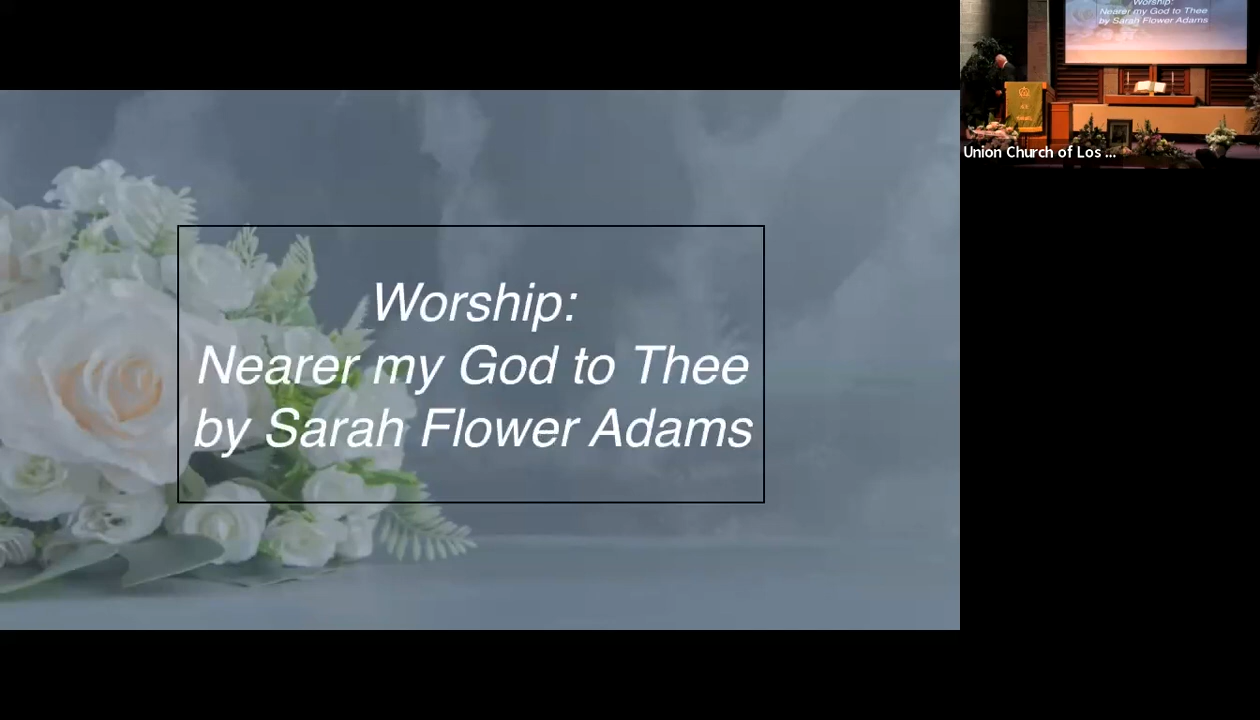 Worship:
Nearer my God to Thee
by Sarah Flower Adams
Worship:
Nearer my God to Thee
by Sarah Flower Adams
Union Church of Los ...